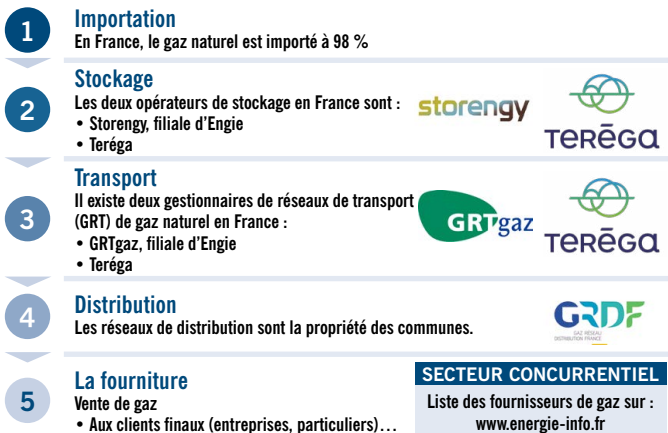 1
Importation
En France, le gaz naturel est importé à 98 %
2
Stockage
Les deux opérateurs de stockage en France sont :
• Storengy, filiale d'Engie
• Teréga
storengy
TERĒGA
3
Transport
Il existe deux gestionnaires de réseaux de transport
(GRT) de gaz naturel en France :
• GRTgaz, filiale d'Engie
• Teréga
GRTgaz
TERĒGA
4
Distribution
Les réseaux de distribution sont la propriété des communes.
GRDF
GAZ RÉSEAU
DISTRIBUTION FRANCE
5
La fourniture
Vente de gaz
• Aux clients finaux (entreprises, particuliers)…
SECTEUR CONCURRENTIEL
Liste des fournisseurs de gaz sur :
www.energie-info.fr